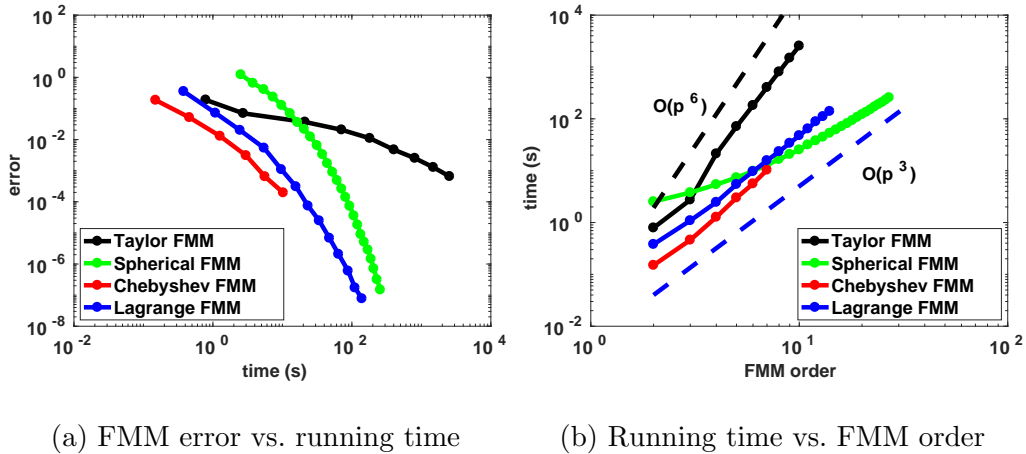 10 2
10 0
10 -2
10 -4
10 -6
10 -8
error
Taylor FMM
Spherical FMM
Chebyshev FMM
Lagrange FMM
10 -2
10 0
10 2
10 4
time (s)
(a) FMM error vs. running time
10 4
10 2
10 0
10 -2
time (s)
O(p 6)
O(p 3)
Taylor FMM
Spherical FMM
Chebyshev FMM
Lagrange FMM
10 0
10 1
10 2
FMM order
(b) Running time vs. FMM order